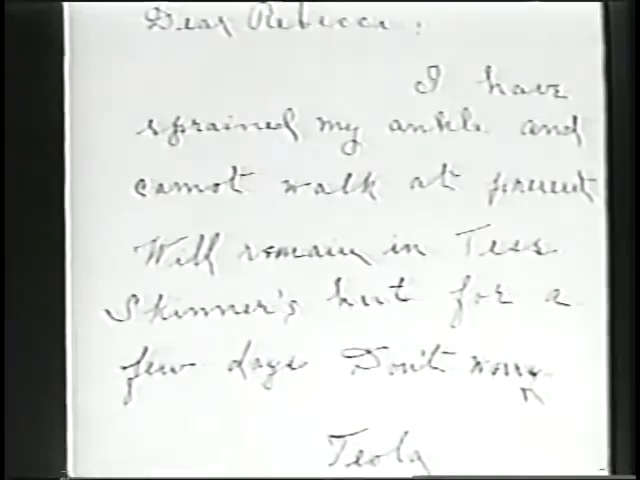 Dear Rebecca:
I have
sprained my ankle and
cannot walk at present
Will remain in Tess
Skinner's hut for a
few days Don't worry
Teola